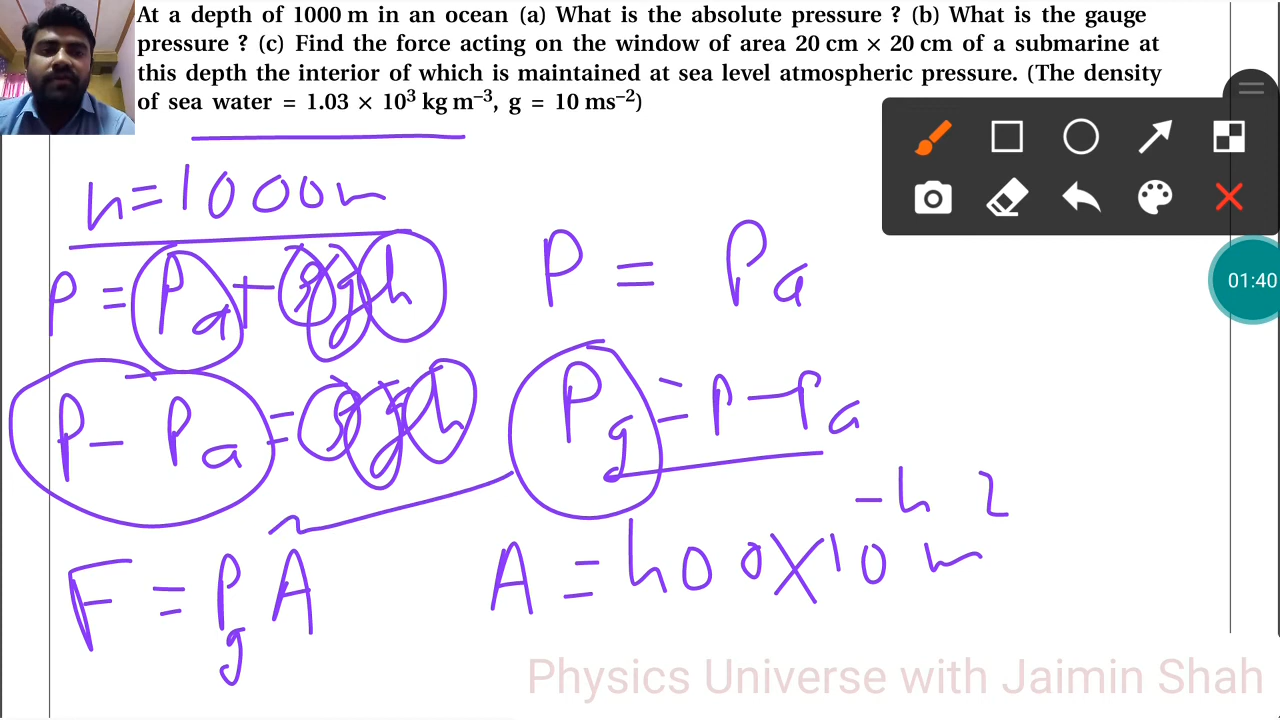 At a depth of 1000 m in an ocean (a) What is the absolute pressure ? (b) What is the gauge
pressure ? (c) Find the force acting on the window of area 20 cm × 20 cm of a submarine at
this depth the interior of which is maintained at sea level atmospheric pressure. (The density
of sea water = 1.03 × 10³ kg m⁻³, g = 10 ms⁻²)
h = 1000 m
01:40
P = Pa + ρgh
P = Pa
P - Pa = ρgh
Pg = P - Pa
F = Pg A
A = 400 × 10⁻⁴ m²
Physics Universe with Jaimin Shah